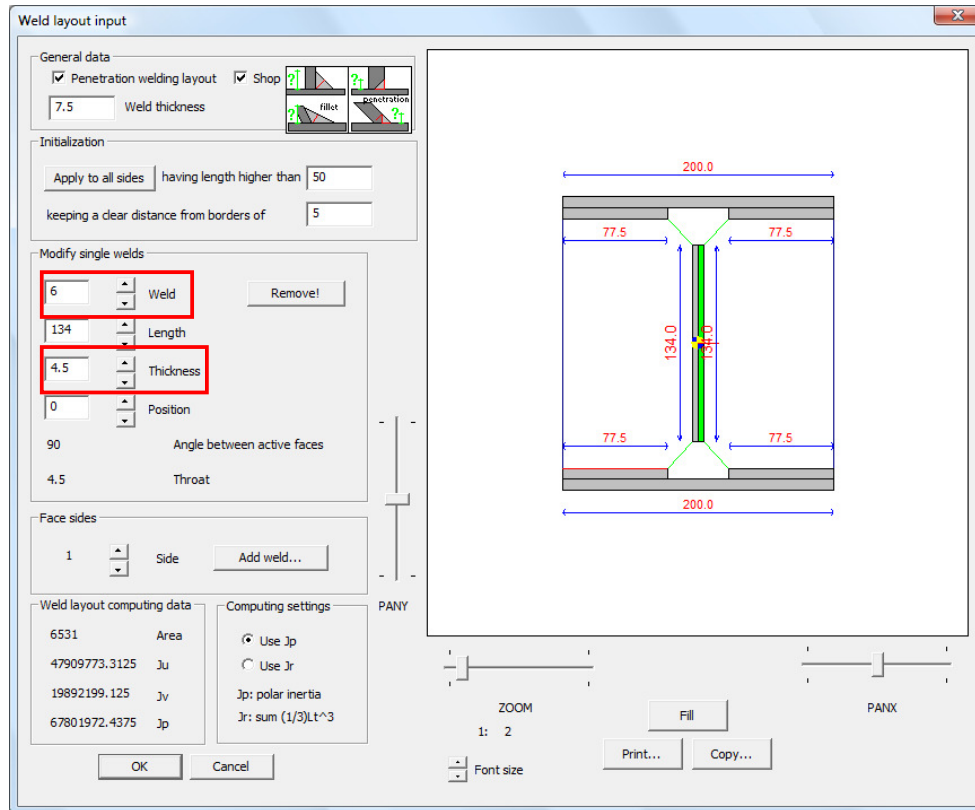 Weld layout input
General data
Penetration welding layout Shop
7.5 Weld thickness
? ? fillet penetration ? ?
Initialization
Apply to all sides having length higher than 50
keeping a clear distance from borders of 5
Modify single welds
6 Weld Remove!
134 Length
4.5 Thickness
0 Position
90 Angle between active faces
4.5 Throat
Face sides
1 Side Add weld...
Weld layout computing data
6531 Area
47909773.3125 Ju
19892199.125 Jv
67801972.4375 Jp
Computing settings
Use Jp
Use Jr
Jp: polar inertia
Jr: sum (1/3)Lt^3
OK Cancel
PANY
200.0
77.5 77.5
134.0 134.0
77.5 77.5
200.0
ZOOM
1: 2
Font size
Fill
Print... Copy...
PANX